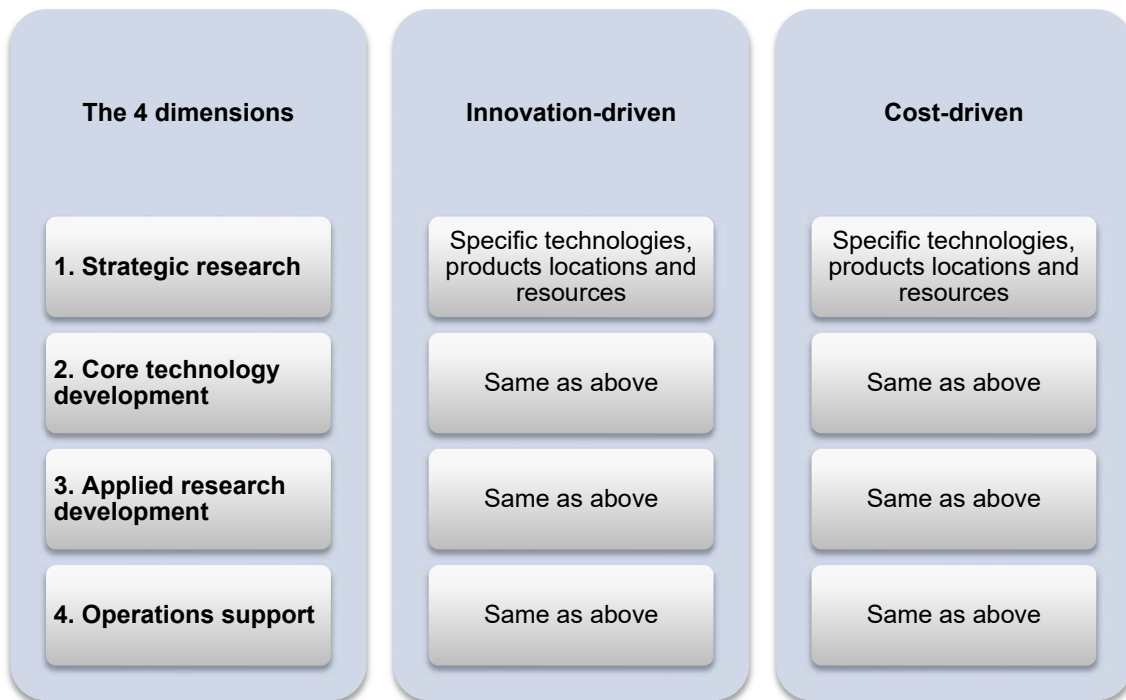 The 4 dimensions
Innovation-driven
Cost-driven
1. Strategic research
Specific technologies,
products locations and
resources
Specific technologies,
products locations and
resources
2. Core technology
development
Same as above
Same as above
3. Applied research
development
Same as above
Same as above
4. Operations support
Same as above
Same as above